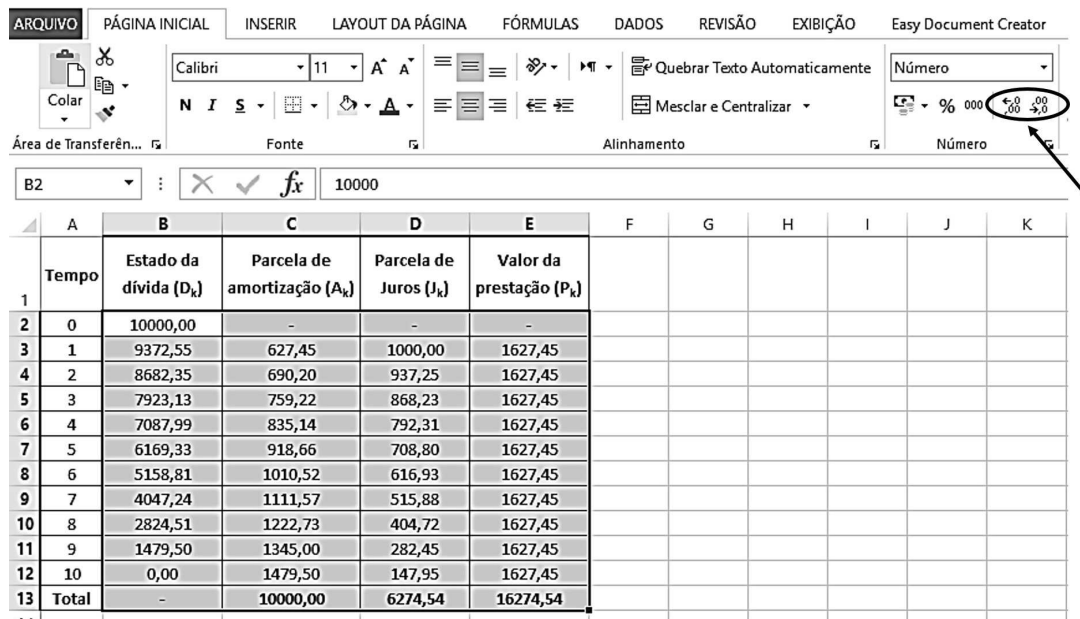 ARQUIVO PÁGINA INICIAL INSERIR LAYOUT DA PÁGINA FÓRMULAS DADOS REVISÃO EXIBIÇÃO Easy Document Creator
Calibri 11 A A Quebrar Texto Automaticamente Número
Colar N I S A Mesclar e Centralizar % 000 ←,0 ,00 ,00 →,0
Área de Transferên... Fonte Alinhamento Número
B2 fx 10000
A B C D E F G H I J K
1 Tempo Estado da dívida (Dk) Parcela de amortização (Ak) Parcela de Juros (Jk) Valor da prestação (Pk)
2 0 10000,00 - - -
3 1 9372,55 627,45 1000,00 1627,45
4 2 8682,35 690,20 937,25 1627,45
5 3 7923,13 759,22 868,23 1627,45
6 4 7087,99 835,14 792,31 1627,45
7 5 6169,33 918,66 708,80 1627,45
8 6 5158,81 1010,52 616,93 1627,45
9 7 4047,24 1111,57 515,88 1627,45
10 8 2824,51 1222,73 404,72 1627,45
11 9 1479,50 1345,00 282,45 1627,45
12 10 0,00 1479,50 147,95 1627,45
13 Total - 10000,00 6274,54 16274,54